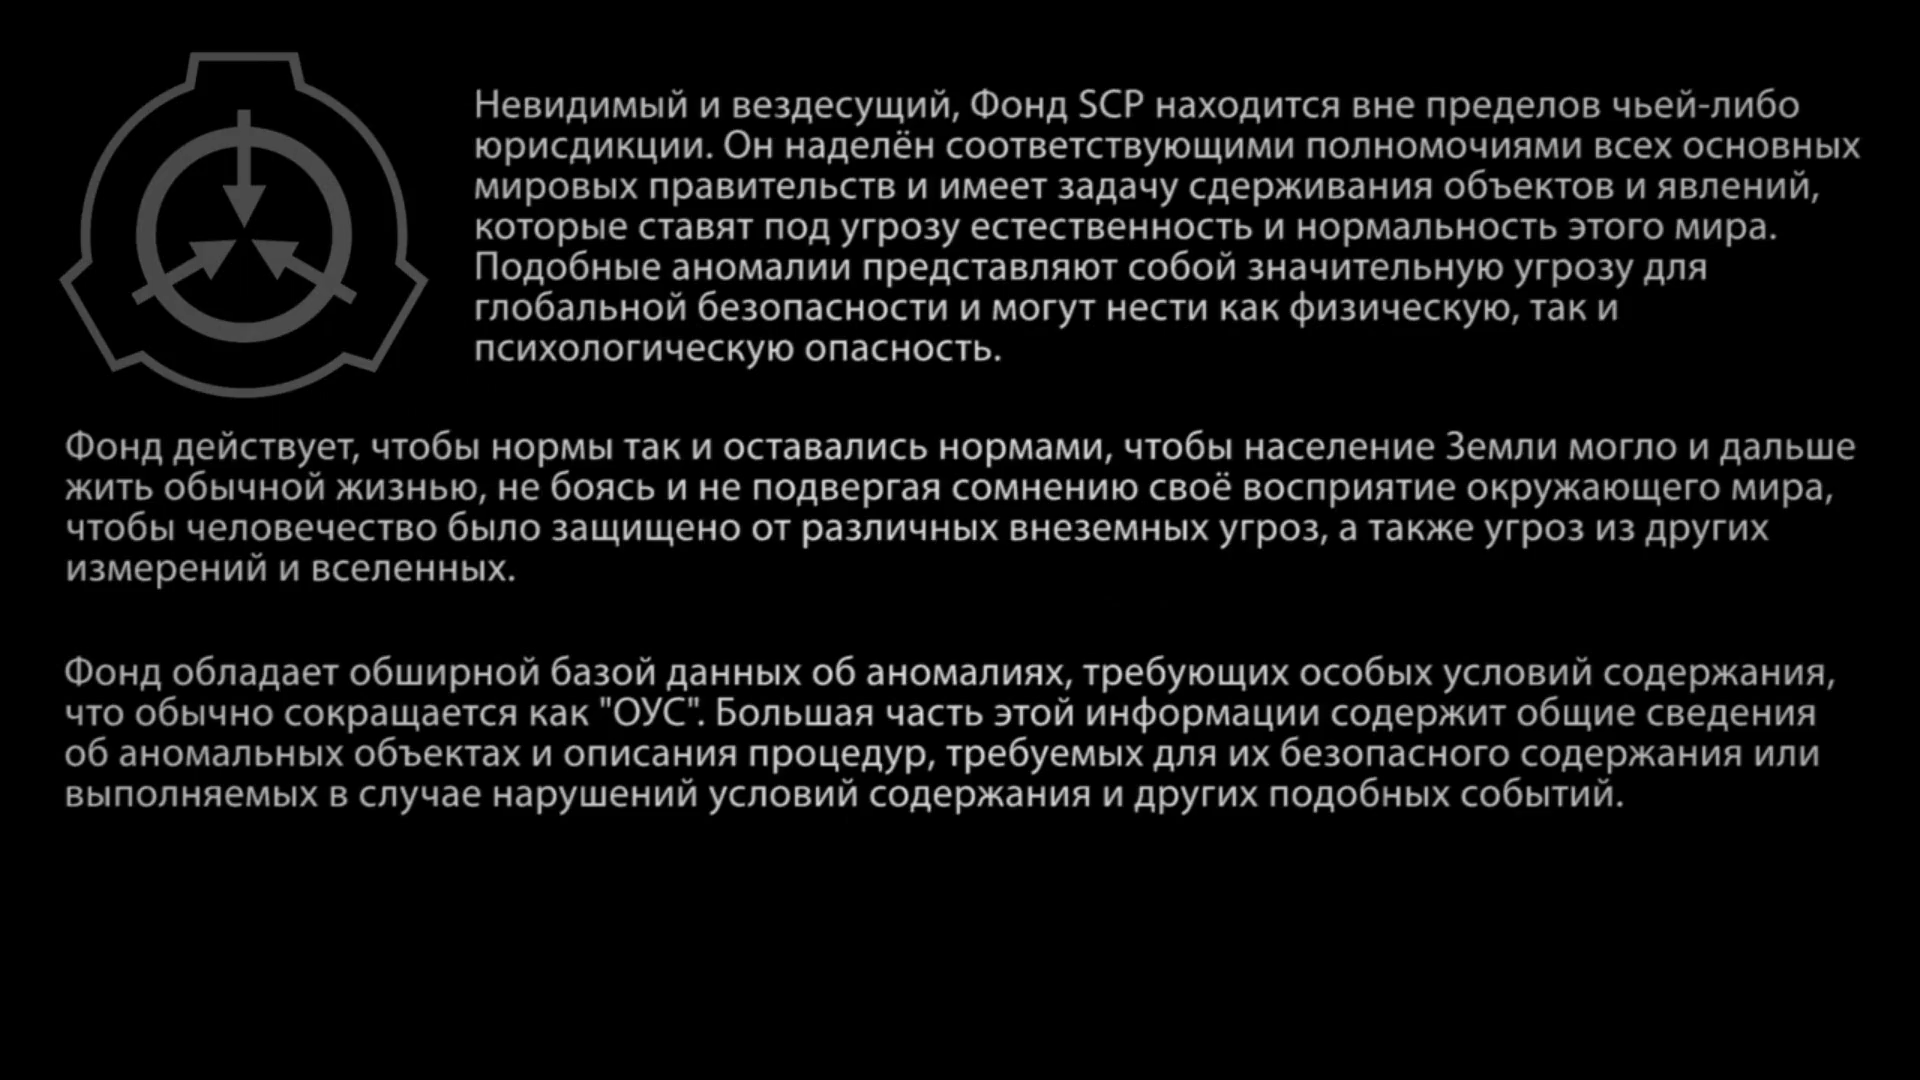 Невидимый и вездесущий, Фонд SCP находится вне пределов чьей-либо
юрисдикции. Он наделён соответствующими полномочиями всех основных
мировых правительств и имеет задачу сдерживания объектов и явлений,
которые ставят под угрозу естественность и нормальность этого мира.
Подобные аномалии представляют собой значительную угрозу для
глобальной безопасности и могут нести как физическую, так и
психологическую опасность.
Фонд действует, чтобы нормы так и оставались нормами, чтобы население Земли могло и дальше
жить обычной жизнью, не боясь и не подвергая сомнению своё восприятие окружающего мира,
чтобы человечество было защищено от различных внеземных угроз, а также угроз из других
измерений и вселенных.
Фонд обладает обширной базой данных об аномалиях, требующих особых условий содержания,
что обычно сокращается как "ОУС". Большая часть этой информации содержит общие сведения
об аномальных объектах и описания процедур, требуемых для их безопасного содержания или
выполняемых в случае нарушений условий содержания и других подобных событий.